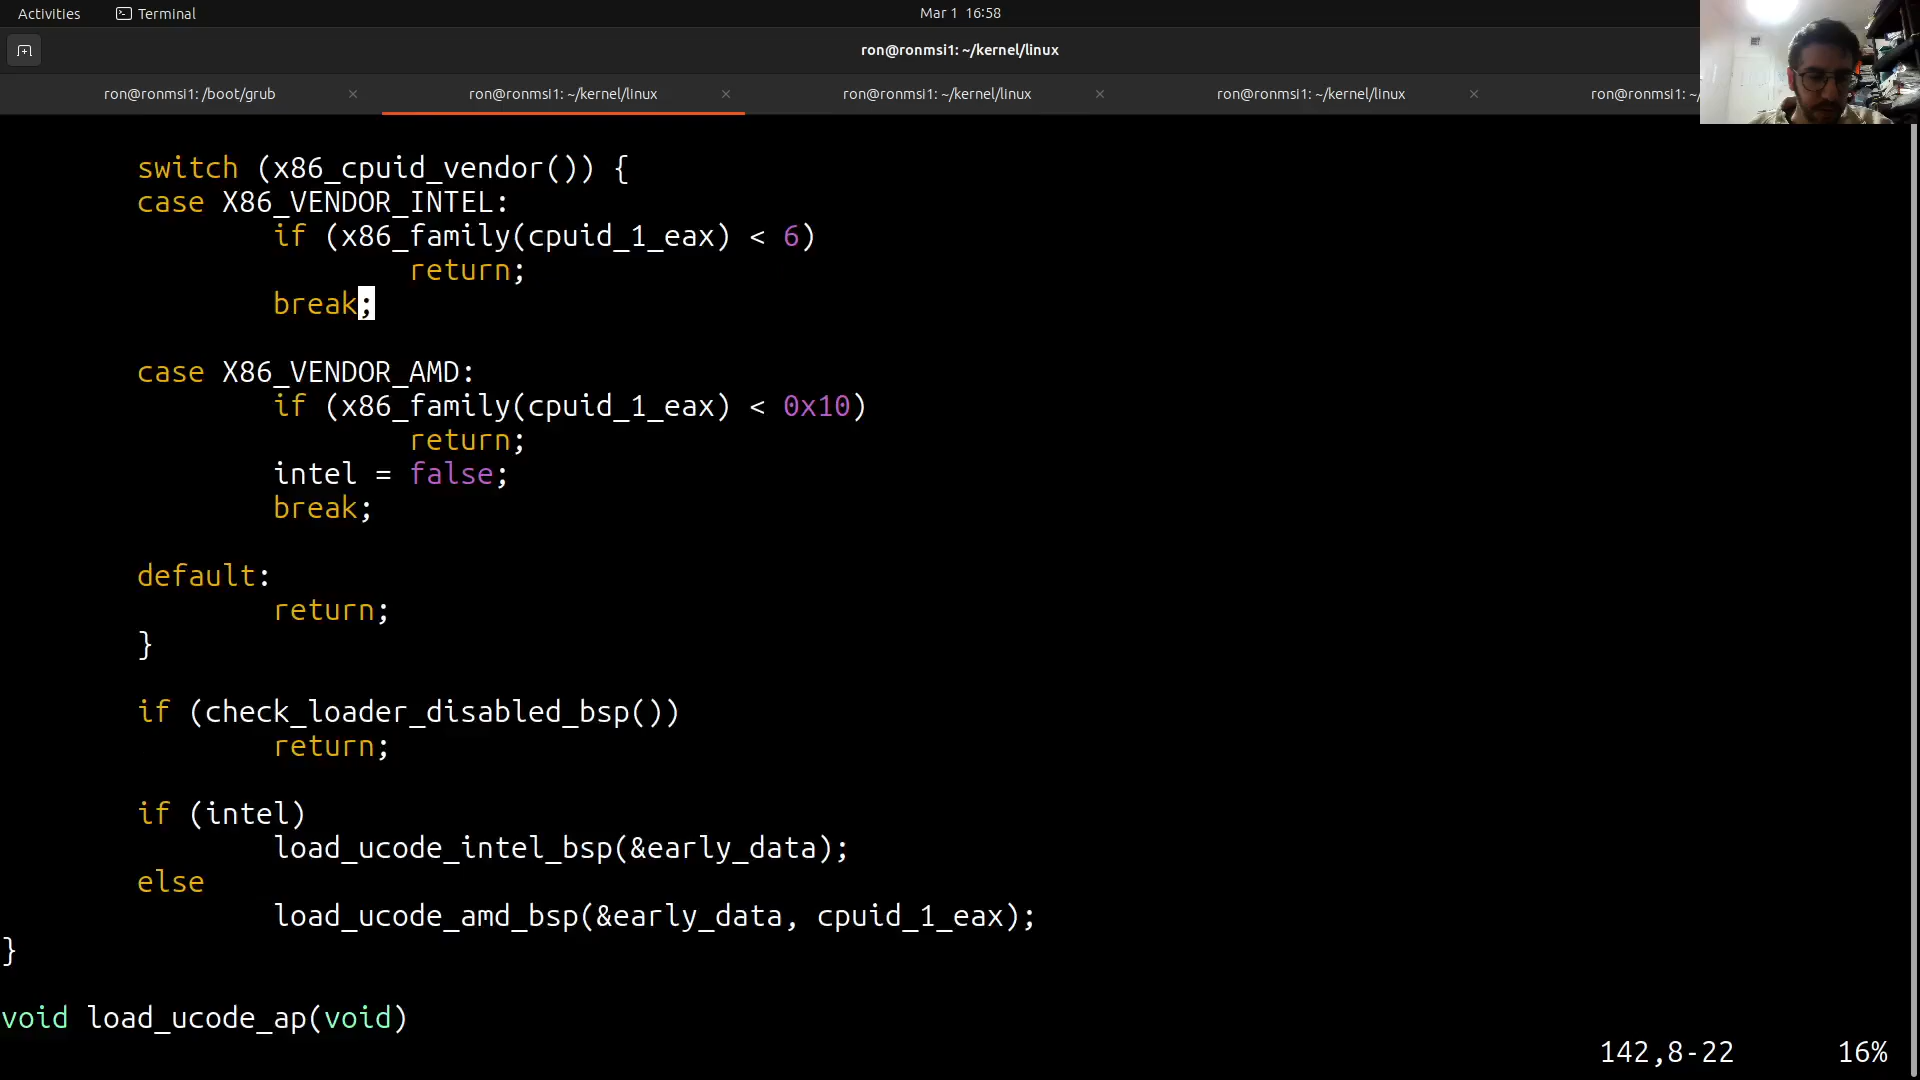 Activities
Terminal
Mar 1 16:58
ron@ronmsi1: ~/kernel/linux
ron@ronmsi1: /boot/grub ×
ron@ronmsi1: ~/kernel/linux ×
ron@ronmsi1: ~/kernel/linux ×
ron@ronmsi1: ~/kernel/linux ×
ron@ronmsi1: ~/
switch (x86_cpuid_vendor()) {
case X86_VENDOR_INTEL:
if (x86_family(cpuid_1_eax) < 6)
return;
break;
case X86_VENDOR_AMD:
if (x86_family(cpuid_1_eax) < 0x10)
return;
intel = false;
break;
default:
return;
}
if (check_loader_disabled_bsp())
return;
if (intel)
load_ucode_intel_bsp(&early_data);
else
load_ucode_amd_bsp(&early_data, cpuid_1_eax);
}
void load_ucode_ap(void)
142,8-22 16%